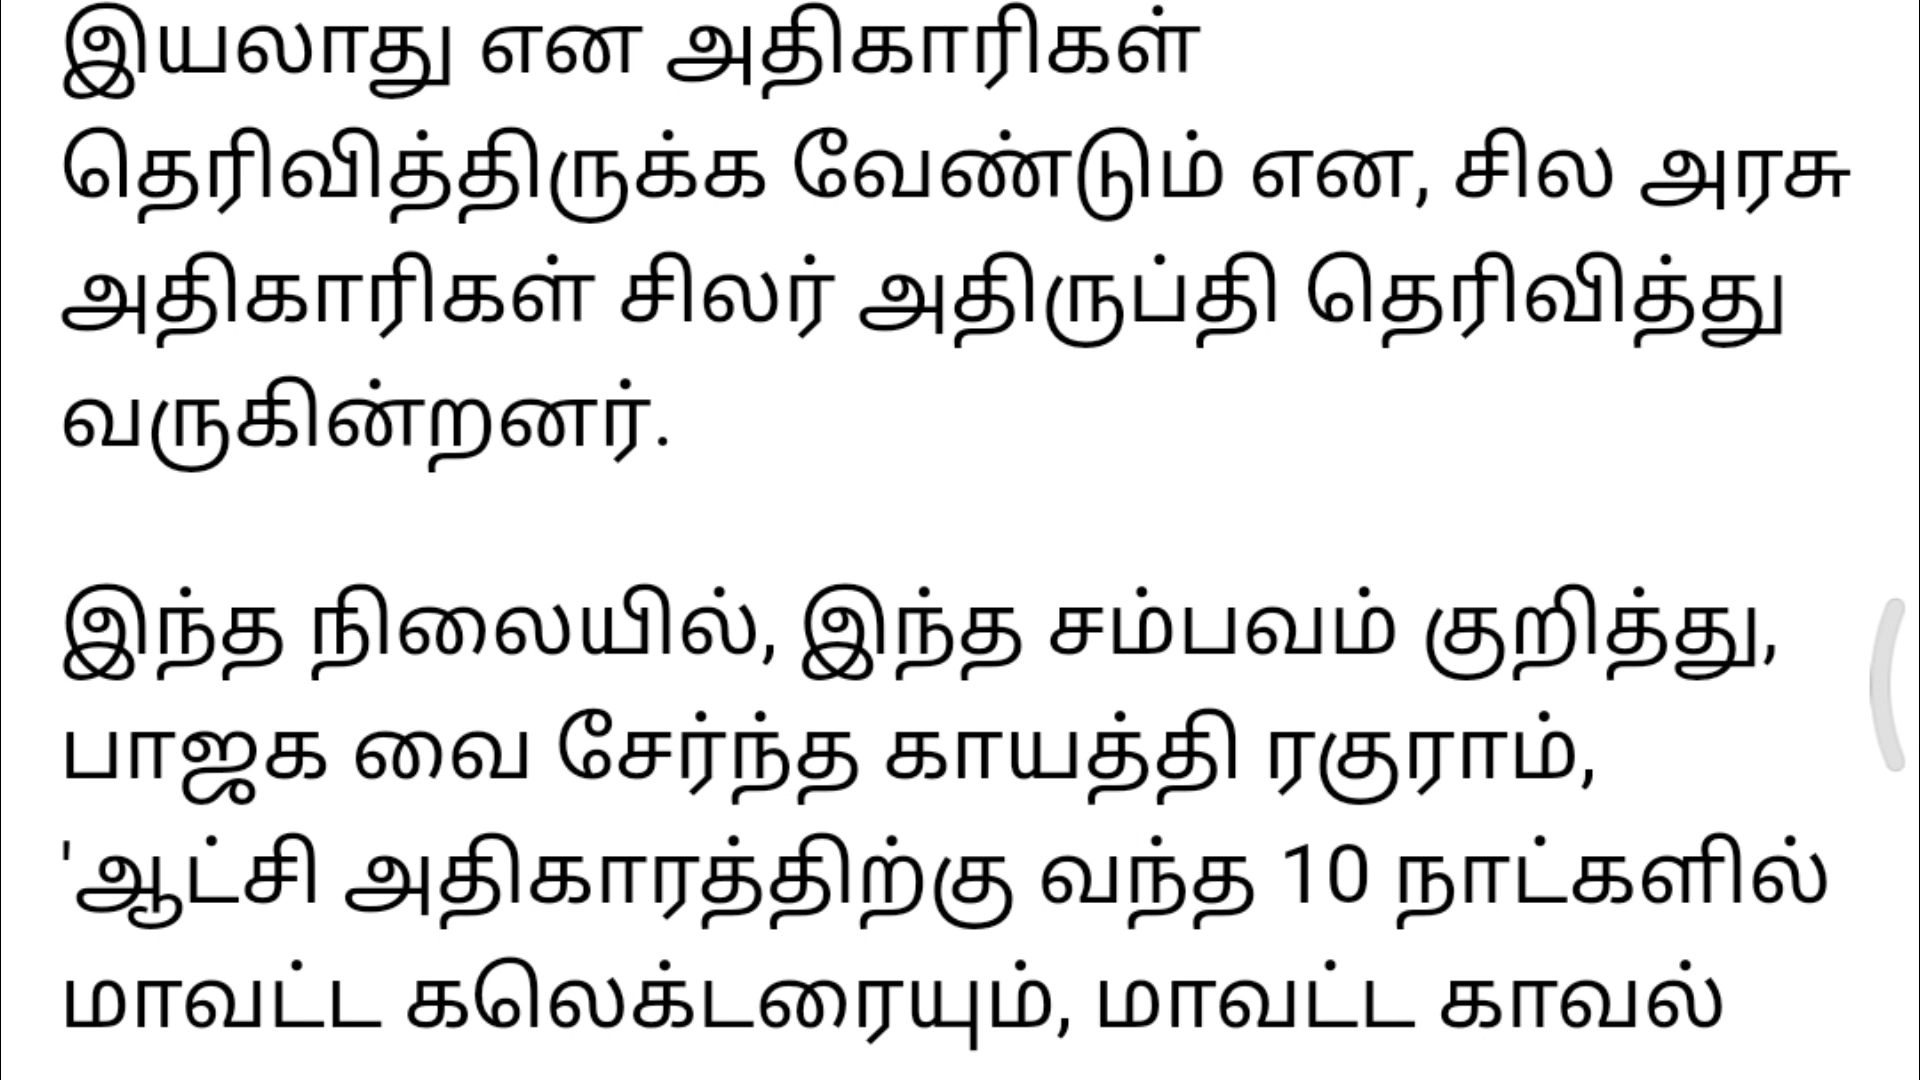 இயலாது என அதிகாரிகள்
தெரிவித்திருக்க வேண்டும் என, சில அரசு
அதிகாரிகள் சிலர் அதிருப்தி தெரிவித்து
வருகின்றனர்.
இந்த நிலையில், இந்த சம்பவம் குறித்து,
பாஜக வை சேர்ந்த காயத்தி ரகுராம்,
'ஆட்சி அதிகாரத்திற்கு வந்த 10 நாட்களில்
மாவட்ட கலெக்டரையும், மாவட்ட காவல்